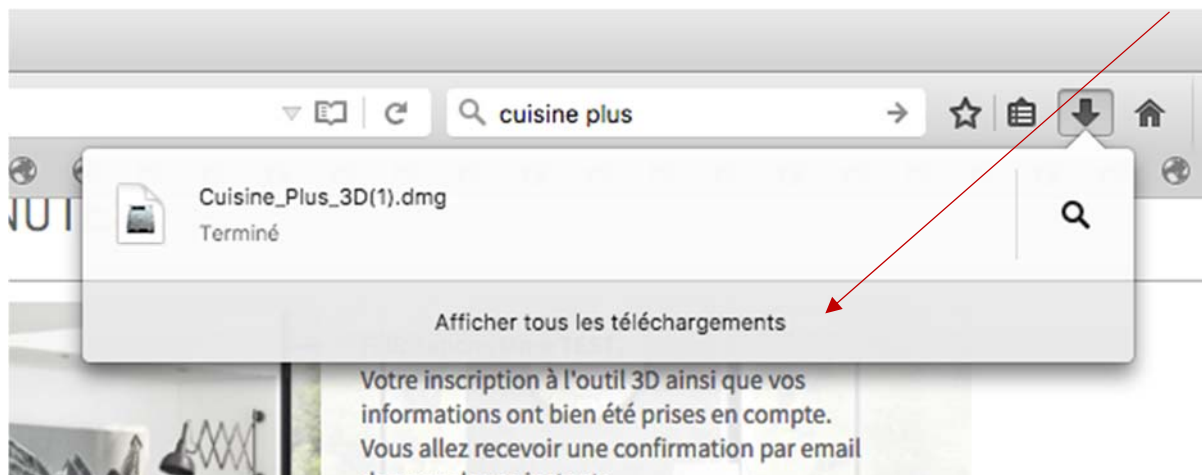 cuisine plus
Cuisine_Plus_3D(1).dmg
Terminé
Afficher tous les téléchargements
Votre inscription à l'outil 3D ainsi que vos
informations ont bien été prises en compte.
Vous allez recevoir une confirmation par email